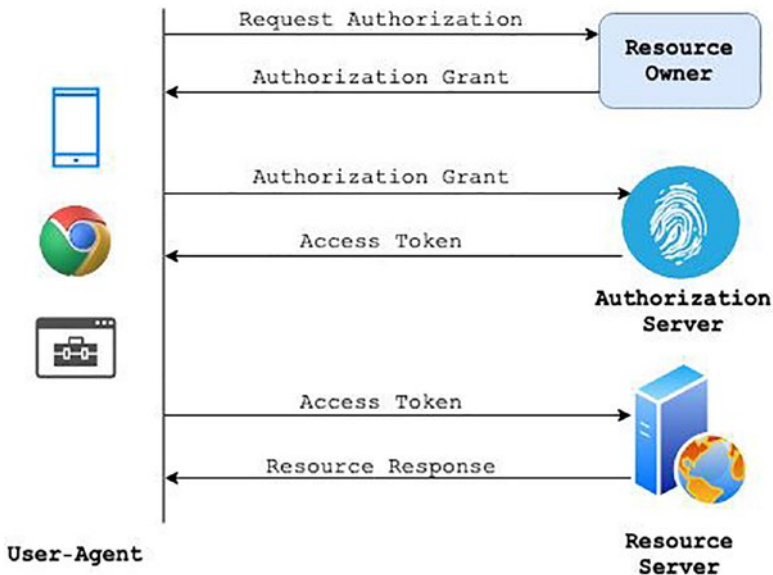 Request Authorization
Resource
Owner
Authorization Grant
Authorization Grant
Access Token
Authorization
Server
Access Token
Resource Response
User-Agent
Resource
Server